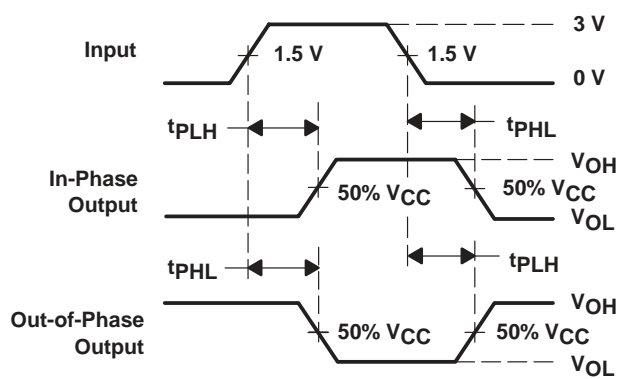 3 V
Input
1.5 V
1.5 V
0 V
tPLH
tPHL
VOH
In-Phase
Output
50% VCC
50% VCC
VOL
tPHL
tPLH
VOH
Out-of-Phase
Output
50% VCC
50% VCC
VOL